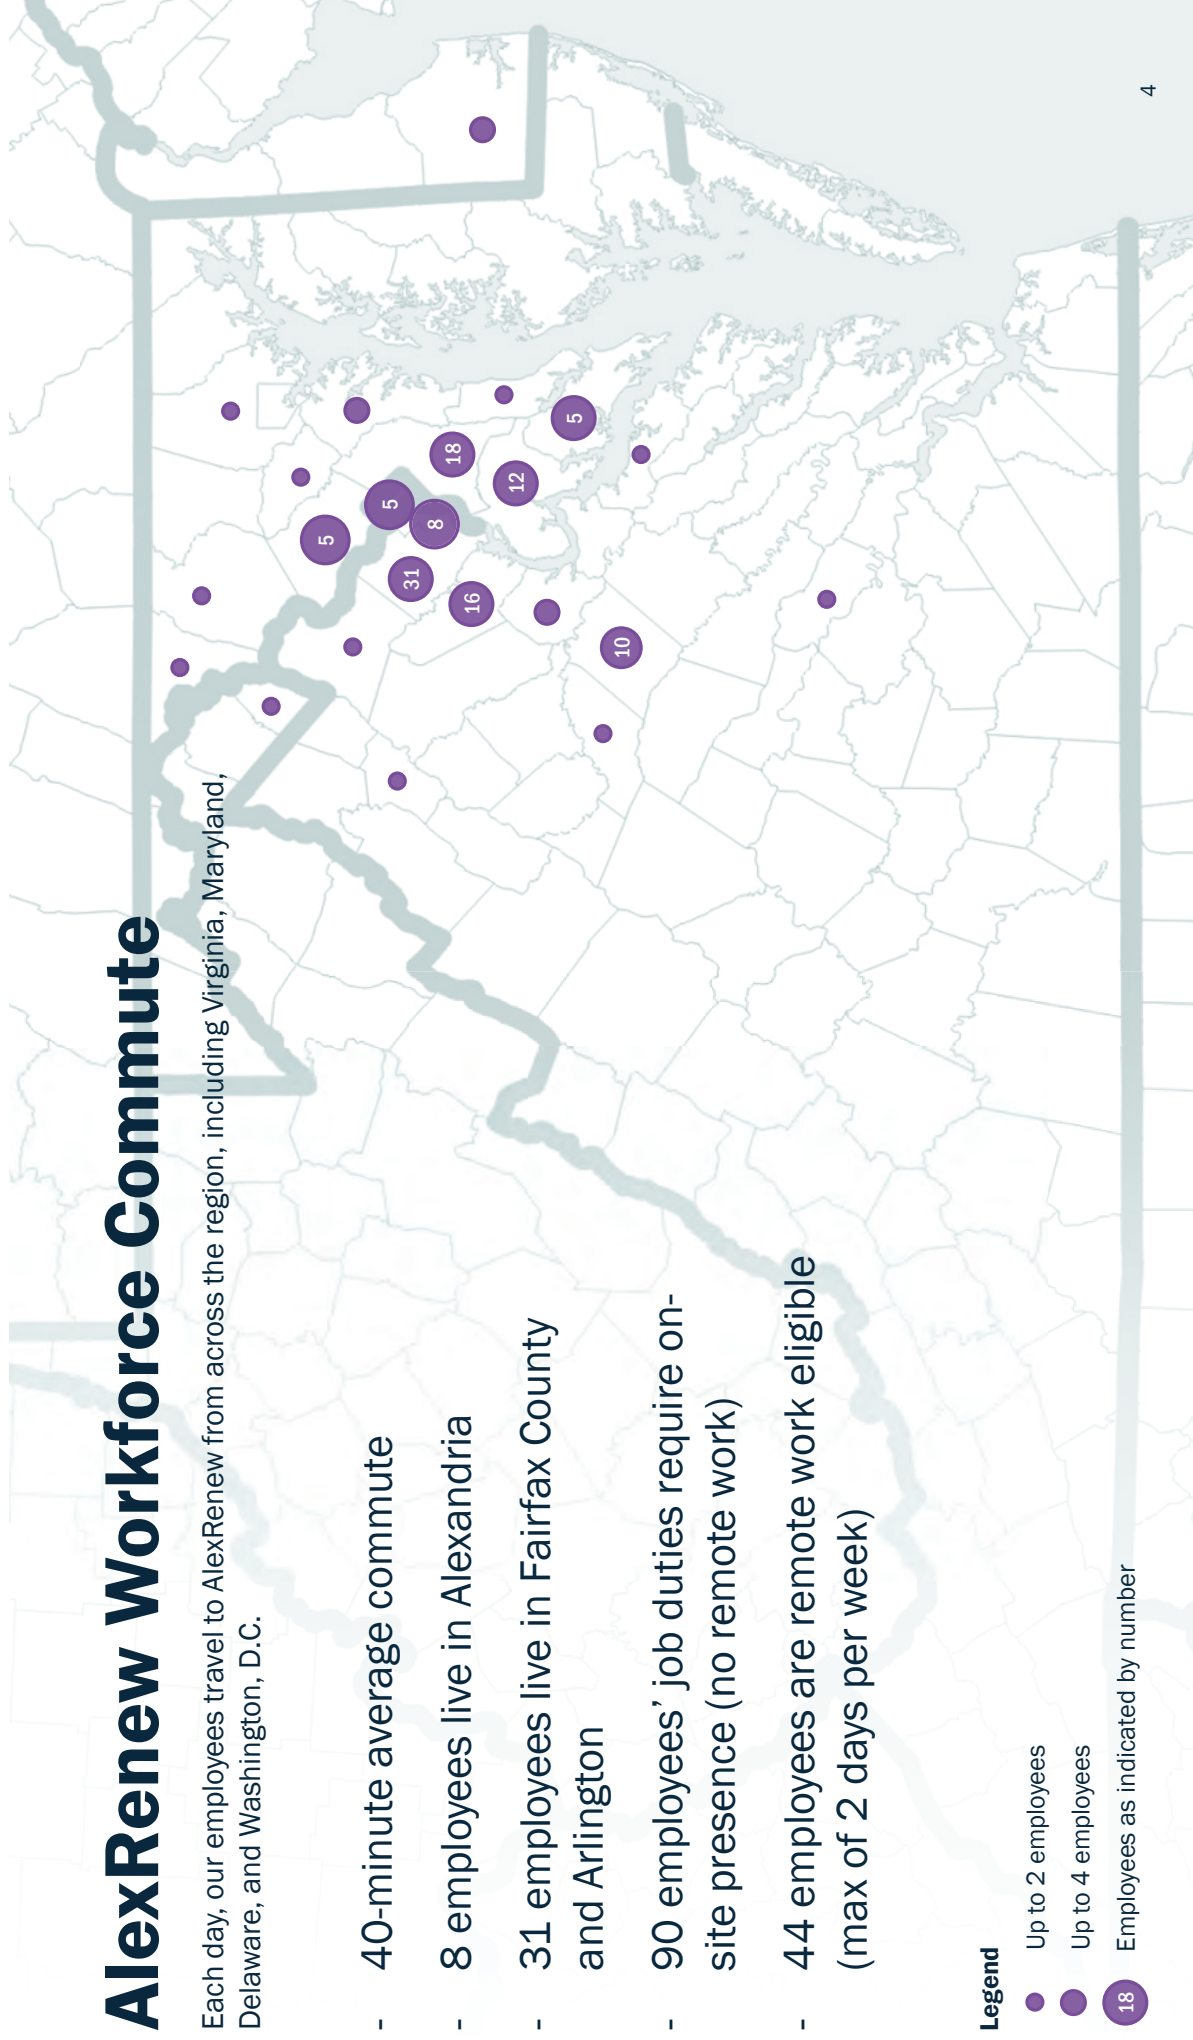 AlexRenew Workforce Commute
Each day, our employees travel to AlexRenew from across the region, including Virginia, Maryland,
Delaware, and Washington, D.C.
- 40-minute average commute
- 8 employees live in Alexandria
- 31 employees live in Fairfax County
and Arlington
- 90 employees’ job duties require on-
site presence (no remote work)
- 44 employees are remote work eligible
(max of 2 days per week)
5
5
18
31
8
16
12
5
10
Legend
Up to 2 employees
Up to 4 employees
18 Employees as indicated by number
4